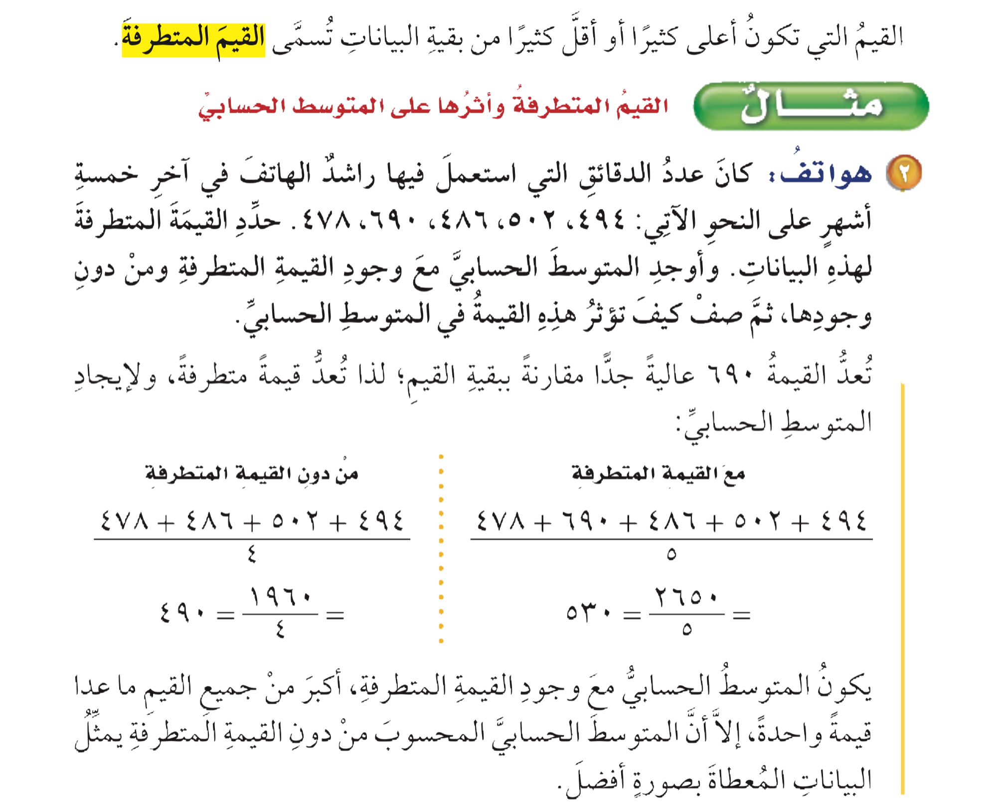 القيمُ التي تكونُ أعلى كثيرًا أو أقلَّ كثيرًا من بقيةِ البياناتِ تُسمَّى القيمَ المتطرفةَ.
مثـــالٌ
القيمُ المتطرفةُ وأثرُها على المتوسط الحسابيِّ
٢ هواتفُ: كانَ عددُ الدقائقِ التي استعملَ فيها راشدٌ الهاتفَ في آخرِ خمسةِ
أشهرٍ على النحوِ الآتِي: ٤٩٤، ٥٠٢، ٤٨٦، ٦٩٠، ٤٧٨. حدِّدِ القيمَةَ المتطرفةَ
لهذهِ البياناتِ. وأوجدِ المتوسطَ الحسابيَّ معَ وجودِ القيمةِ المتطرفةِ ومنْ دونِ
وجودِها، ثمَّ صفْ كيفَ تؤثرُ هذِهِ القيمةُ في المتوسطِ الحسابيِّ.
تُعدُّ القيمةُ ٦٩٠ عاليةً جدًّا مقارنةً ببقيةِ القيمِ؛ لذا تُعدُّ قيمةً متطرفةً، ولإيجادِ
المتوسطِ الحسابيِّ:
معَ القيمةِ المتطرفةِ
٤٩٤ + ٥٠٢ + ٤٨٦ + ٦٩٠ + ٤٧٨
٥
= ٢٦٥٠ = ٥٣٠
٥
منْ دونِ القيمةِ المتطرفةِ
٤٩٤ + ٥٠٢ + ٤٨٦ + ٤٧٨
٤
= ١٩٦٠ = ٤٩٠
٤
يكونُ المتوسطُ الحسابيُّ معَ وجودِ القيمةِ المتطرفةِ، أكبرَ منْ جميعِ القيمِ ما عدا
قيمةً واحدةً، إلاَّ أنَّ المتوسطَ الحسابيَّ المحسوبَ منْ دونِ القيمةِ المتطرفةِ يمثِّلُ
البياناتِ المُعطاةَ بصورةٍ أفضلَ.